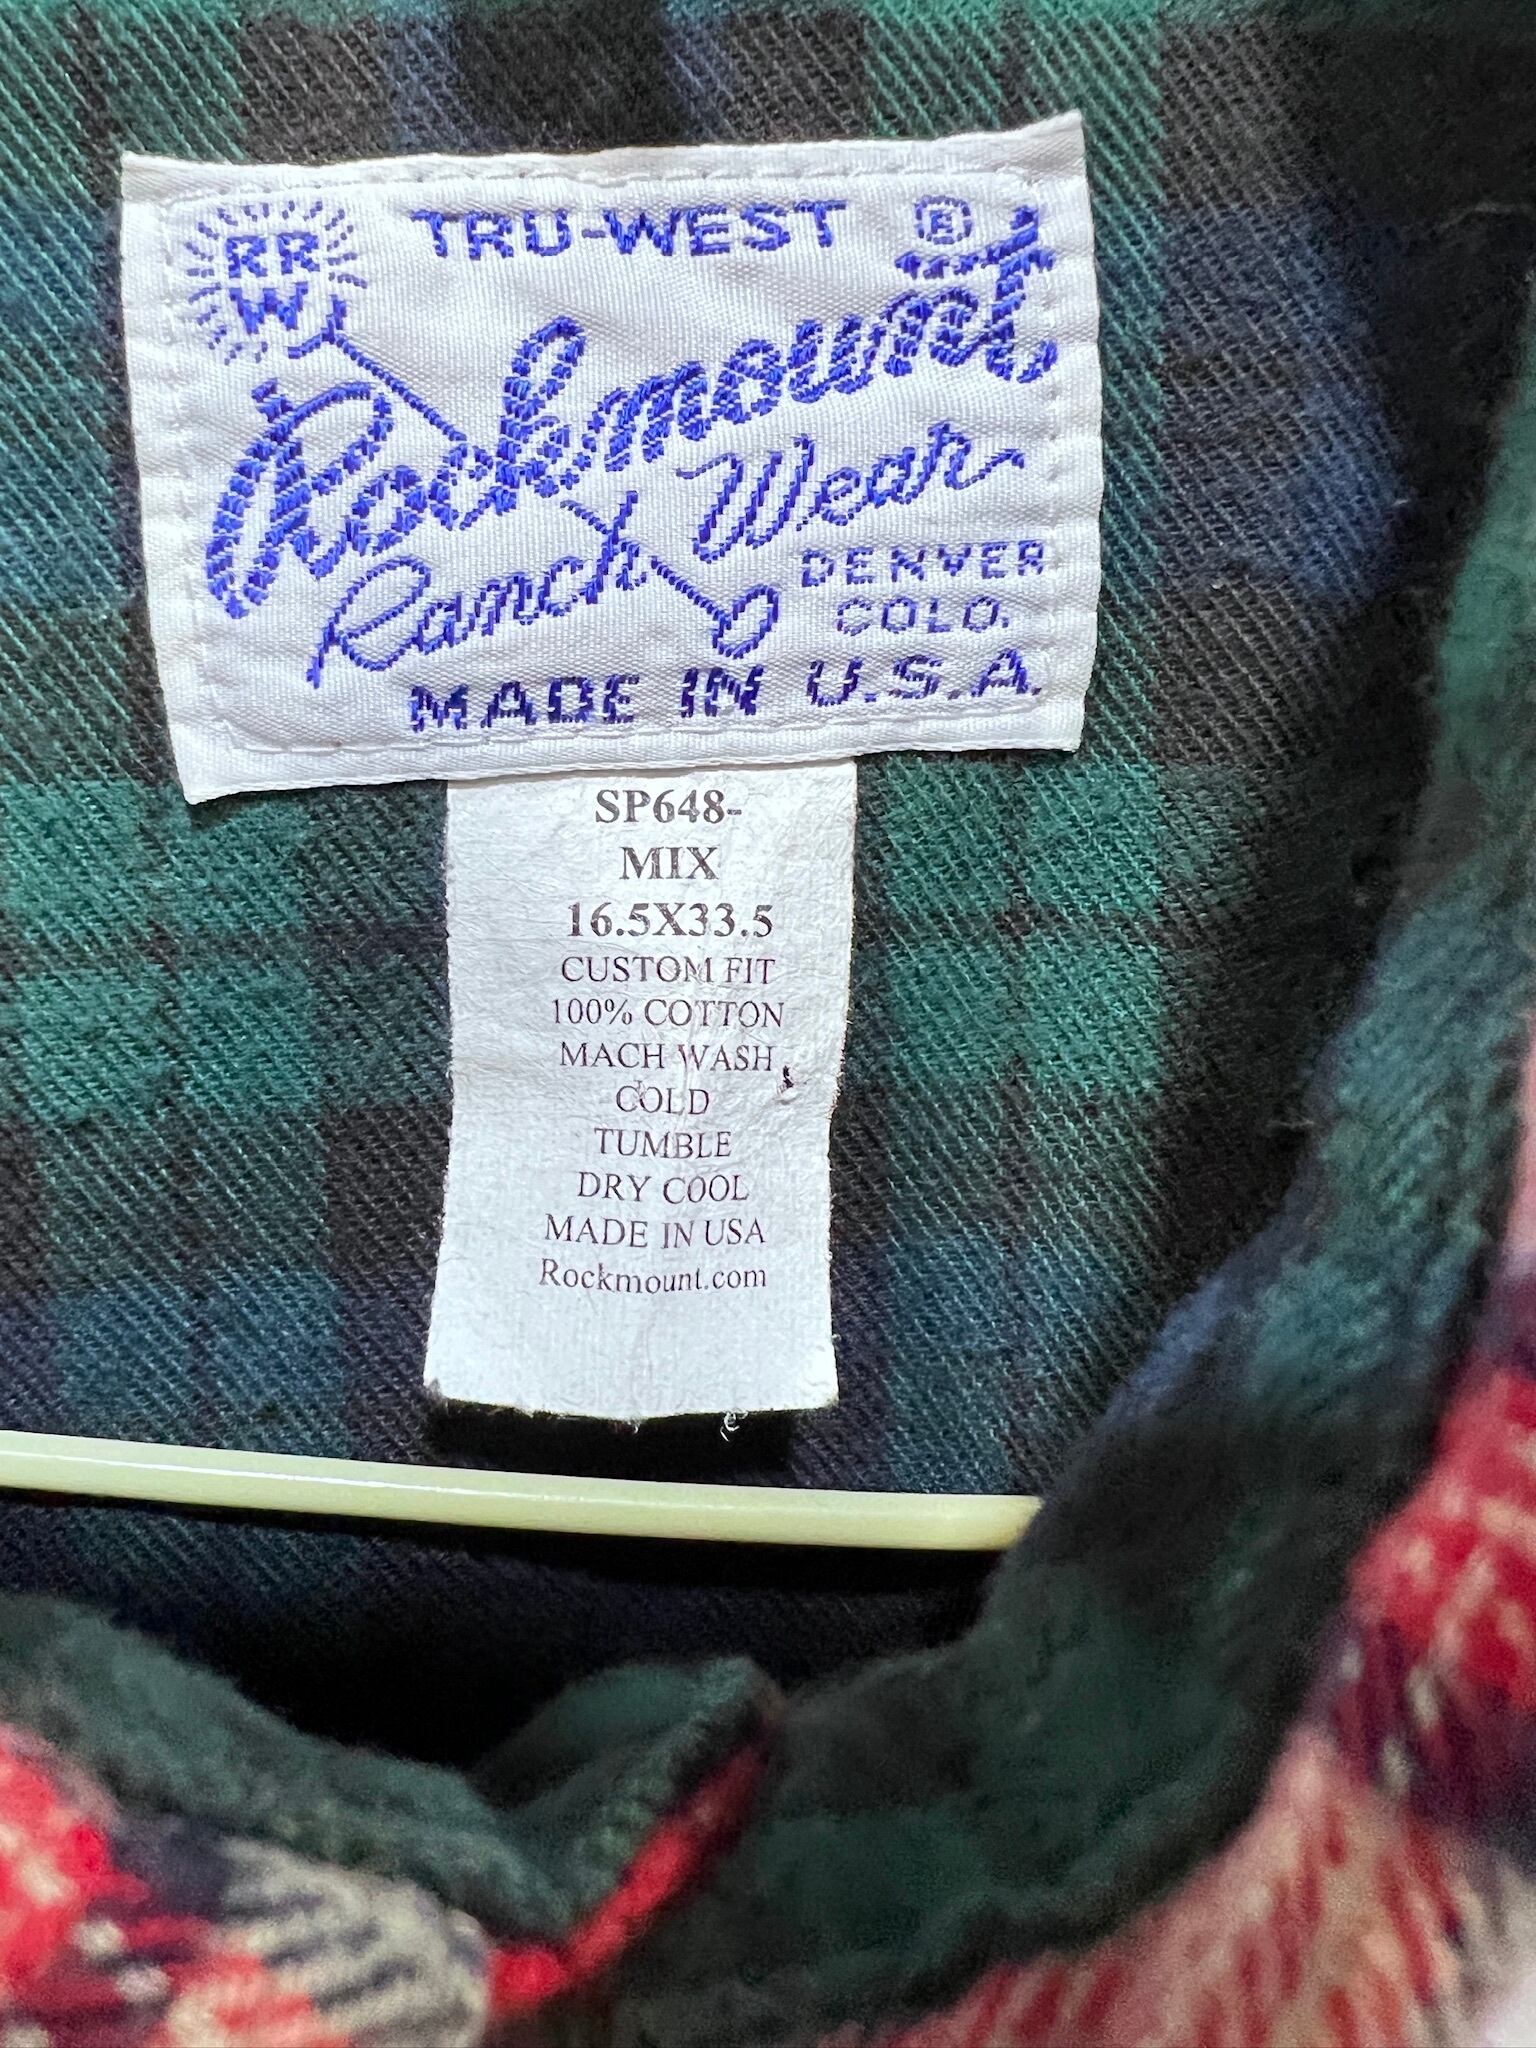 RR
W
TRU-WEST ®
Rockmount
Ranch Wear
DENVER
COLO.
MADE IN U.S.A.
SP648-
MIX
16.5X33.5
CUSTOM FIT
100% COTTON
MACH WASH
COLD
TUMBLE
DRY COOL
MADE IN USA
Rockmount.com